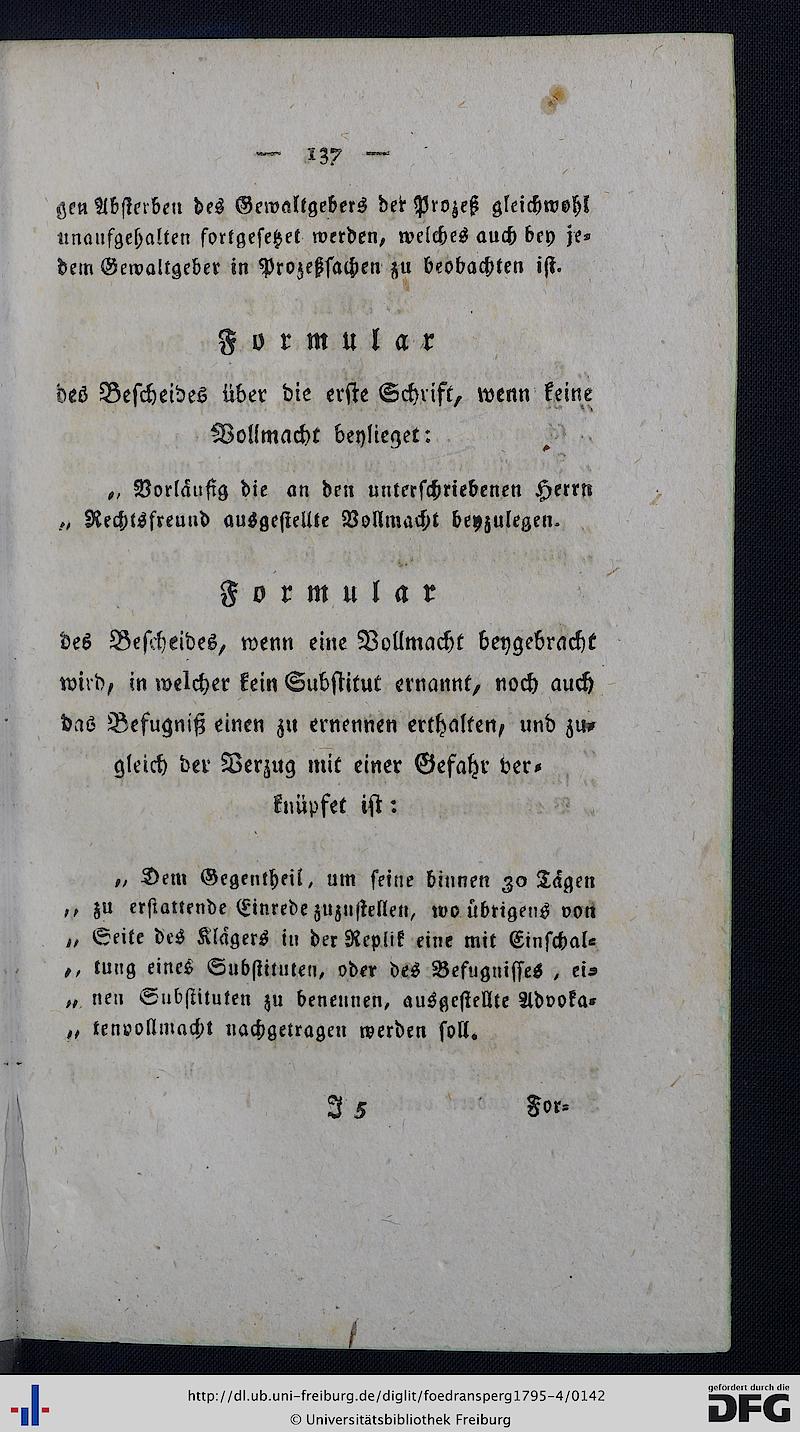 — 137 —
gen Absterben des Gewaltgebers der Prozeß gleichwohl
unaufgehalten fortgesetzet werden, welches auch bey je=
dem Gewaltgeber in Prozeßsachen zu beobachten ist.
Formular
des Bescheides über die erste Schrift, wenn keine
Vollmacht beylieget:
„ Vorläufig die an den unterschriebenen Herrn
„ Rechtsfreund ausgestellte Vollmacht beyzulegen.
Formular
des Bescheides, wenn eine Vollmacht beygebracht
wird, in welcher kein Substitut ernannt, noch auch
das Befugniß einen zu ernennen erthalten, und zu=
gleich der Verzug mit einer Gefahr ver=
knüpfet ist:
„ Dem Gegentheil, um seine binnen 30 Tägen
„ zu erstattende Einrede zuzustellen, wo übrigens von
„ Seite des Klägers in der Replik eine mit Einschal=
„ tung eines Substituten, oder des Befugnisses, ei=
„ nen Substituten zu benennen, ausgestellte Advoka=
„ tenvollmacht nachgetragen werden soll.
J 5 For=
http://dl.ub.uni-freiburg.de/diglit/foedransperg1795-4/0142
© Universitätsbibliothek Freiburg
gefördert durch die
DFG